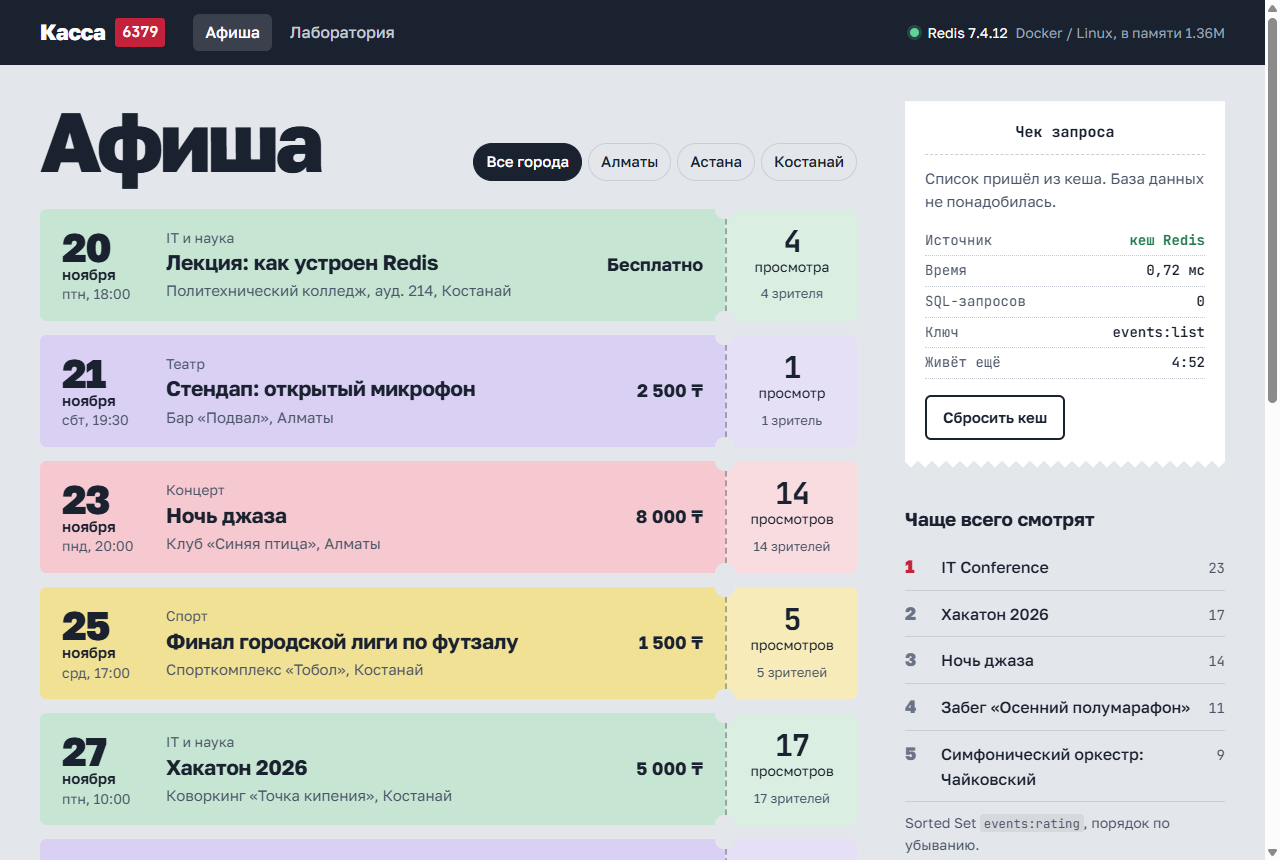 Касса 6379 Афиша Лаборатория Redis 7.4.12 Docker / Linux, в памяти 1.36M
Афиша
Все города Алматы Астана Костанай
20
ноября
птн, 18:00
IT и наука
Лекция: как устроен Redis
Политехнический колледж, ауд. 214, Костанай
Бесплатно
4
просмотра
4 зрителя
21
ноября
сбт, 19:30
Театр
Стендап: открытый микрофон
Бар «Подвал», Алматы
2 500 ₸
1
просмотр
1 зритель
23
ноября
пнд, 20:00
Концерт
Ночь джаза
Клуб «Синяя птица», Алматы
8 000 ₸
14
просмотров
14 зрителей
25
ноября
срд, 17:00
Спорт
Финал городской лиги по футзалу
Спорткомплекс «Тобол», Костанай
1 500 ₸
5
просмотров
5 зрителей
27
ноября
птн, 10:00
IT и наука
Хакатон 2026
Коворкинг «Точка кипения», Костанай
5 000 ₸
17
просмотров
17 зрителей
Чек запроса
Список пришёл из кеша. База данных
не понадобилась.
Источник кеш Redis
Время 0,72 мс
SQL-запросов 0
Ключ events:list
Живёт ещё 4:52
Сбросить кеш
Чаще всего смотрят
1 IT Conference 23
2 Хакатон 2026 17
3 Ночь джаза 14
4 Забег «Осенний полумарафон» 11
5 Симфонический оркестр: 9
Чайковский
Sorted Set events:rating, порядок по
убыванию.